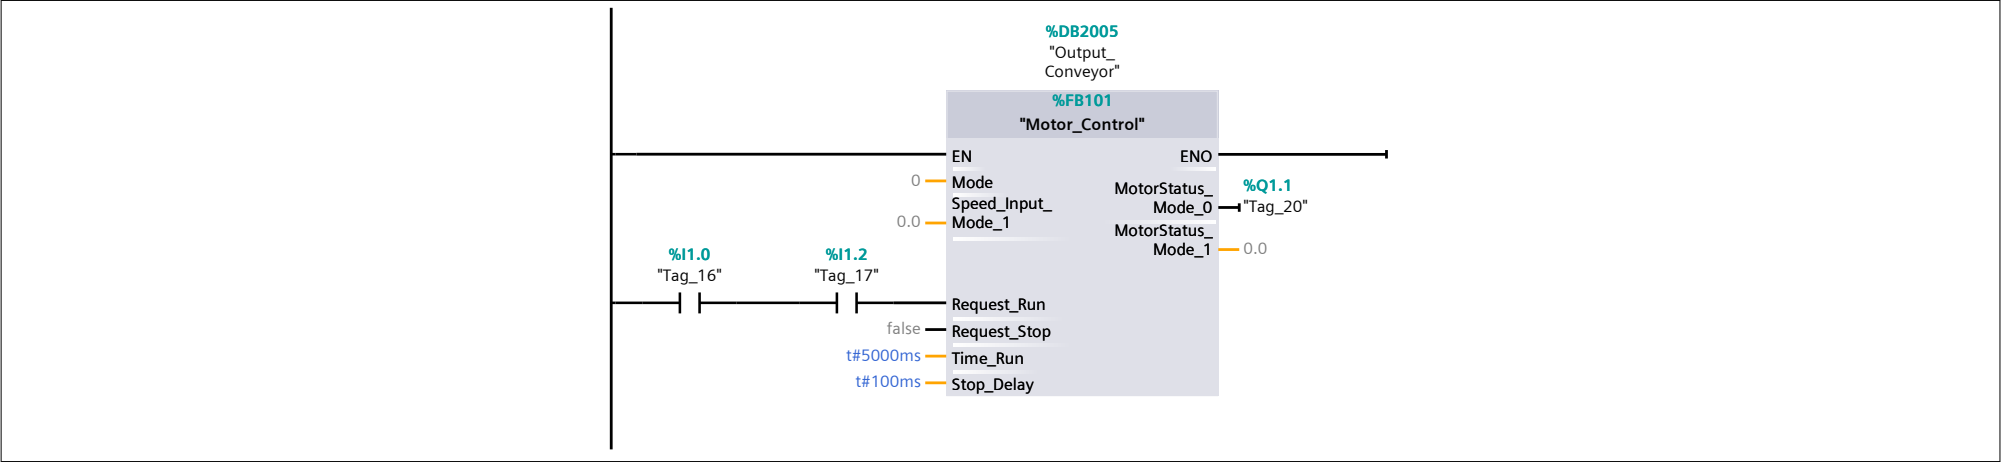 %DB2005
"Output_
Conveyor"
%FB101
"Motor_Control"
EN
ENO
0
Mode
MotorStatus_
Mode_0
%Q1.1
"Tag_20"
Speed_Input_
0.0
Mode_1
MotorStatus_
Mode_1
0.0
%I1.0
"Tag_16"
%I1.2
"Tag_17"
Request_Run
false
Request_Stop
t#5000ms
Time_Run
t#100ms
Stop_Delay